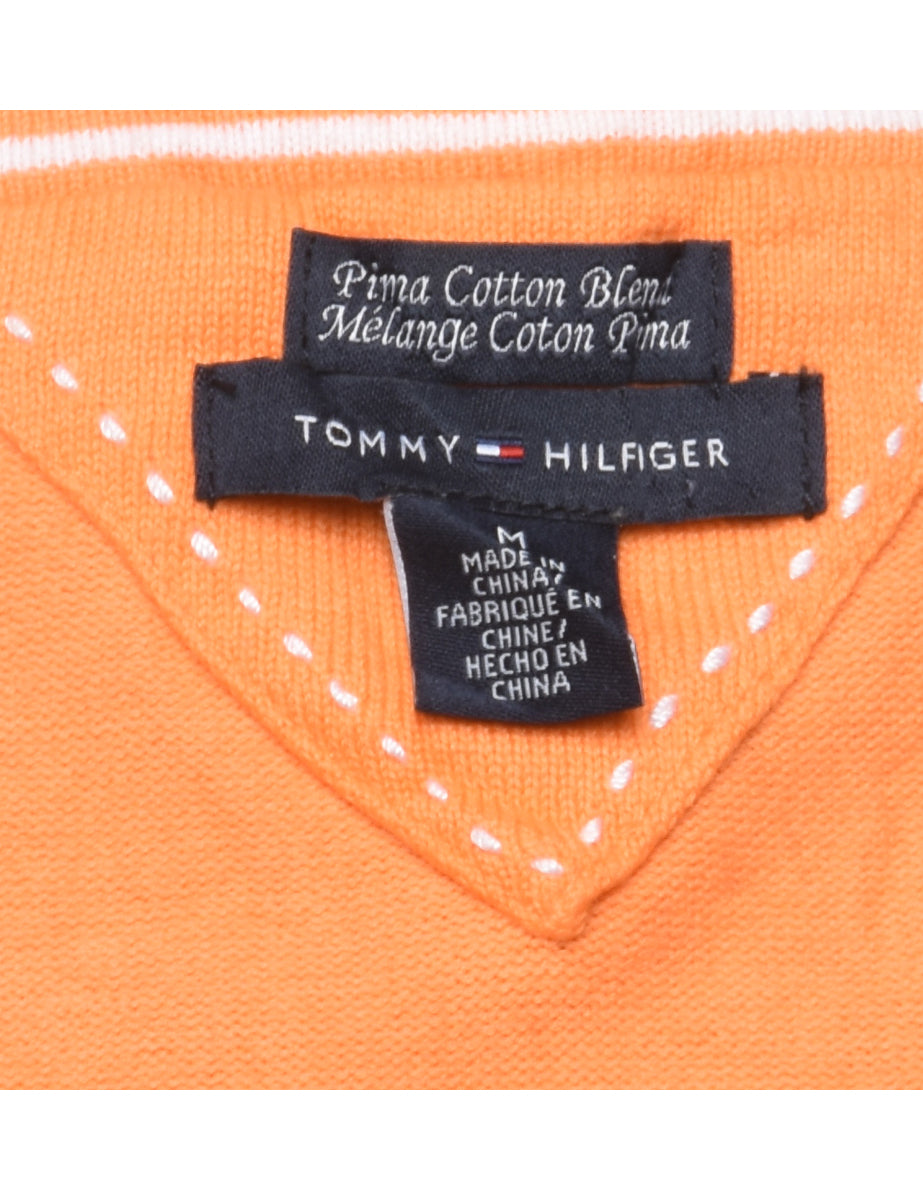 Pima Cotton Blend
Mélange Coton Pima
TOMMY HILFIGER
M
MADE IN
CHINA/
FABRIQUÉ EN
CHINE/
HECHO EN
CHINA